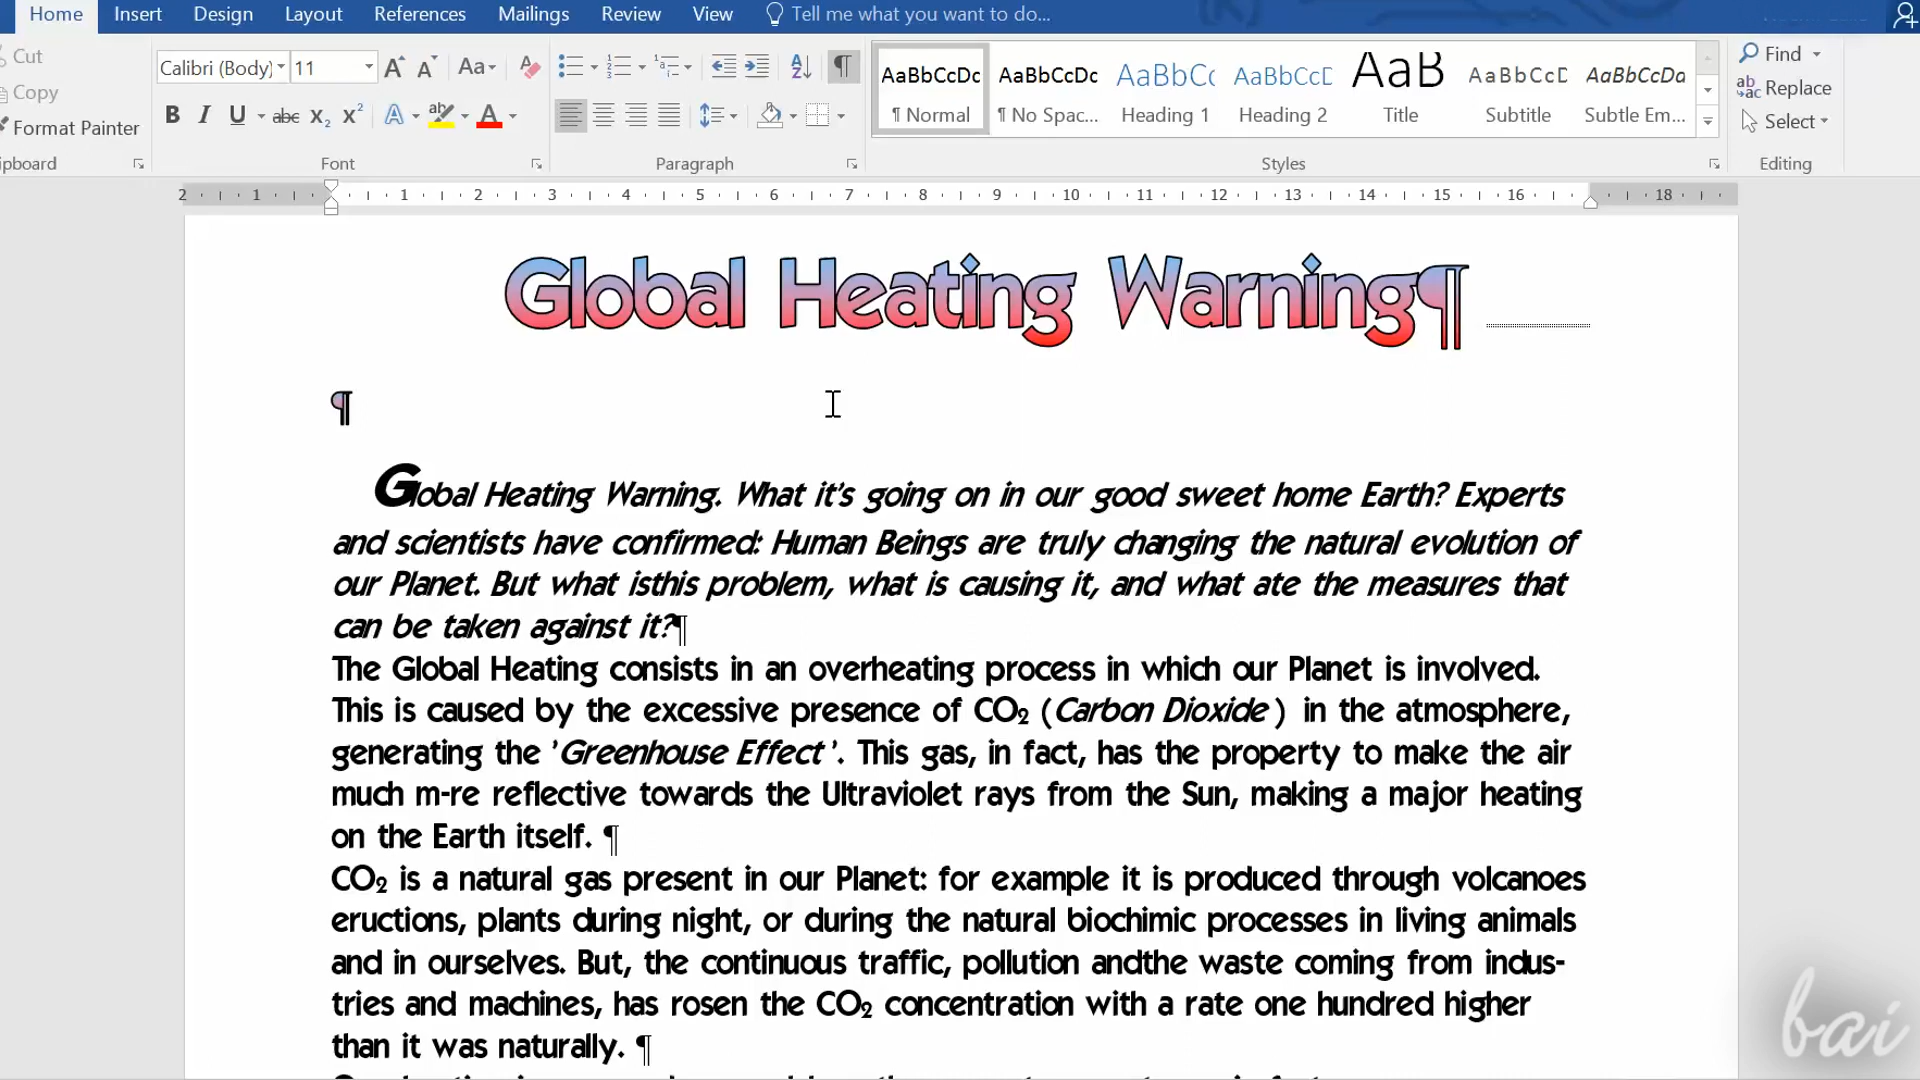 Home Insert Design Layout References Mailings Review View Tell me what you want to do...
Cut
Copy
Format Painter
Calibri (Body) 11
Aa
B I U abc x₂ x² A ab A
¶
AaBbCcDc AaBbCcDc AaBbC( AaBbCcD AaB AaBbCcD AaBbCcDa
¶ Normal ¶ No Spac... Heading 1 Heading 2 Title Subtitle Subtle Em...
Find
Replace
Select
ipboard Font Paragraph Styles Editing
2 1 1 2 3 4 5 6 7 8 9 10 11 12 13 14 15 16 18
Global Heating Warning¶
¶
Global Heating Warning. What it's going on in our good sweet home Earth? Experts
and scientists have confirmed: Human Beings are truly changing the natural evolution of
our Planet. But what isthis problem, what is causing it, and what ate the measures that
can be taken against it?¶
The Global Heating consists in an overheating process in which our Planet is involved.
This is caused by the excessive presence of CO₂ (Carbon Dioxide) in the atmosphere,
generating the 'Greenhouse Effect'. This gas, in fact, has the property to make the air
much m-re reflective towards the Ultraviolet rays from the Sun, making a major heating
on the Earth itself. ¶
CO₂ is a natural gas present in our Planet: for example it is produced through volcanoes
eructions, plants during night, or during the natural biochimic processes in living animals
and in ourselves. But, the continuous traffic, pollution andthe waste coming from indus-
tries and machines, has rosen the CO₂ concentration with a rate one hundred higher
than it was naturally. ¶
bai